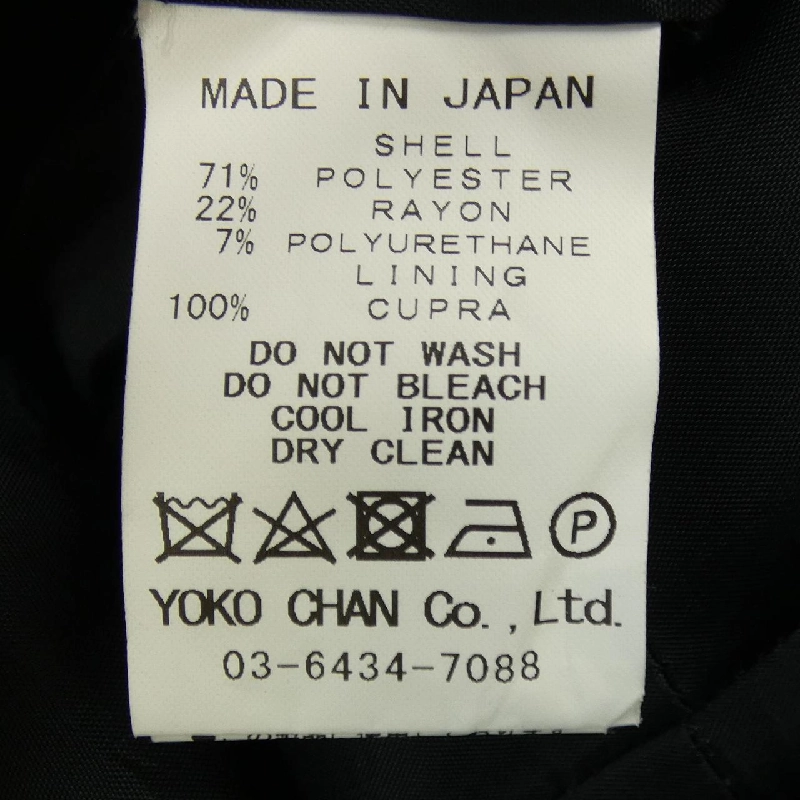 MADE IN JAPAN
SHELL
71% POLYESTER
22% RAYON
7% POLYURETHANE
LINING
100% CUPRA
DO NOT WASH
DO NOT BLEACH
COOL IRON
DRY CLEAN
P
YOKO CHAN Co.,Ltd.
03-6434-7088